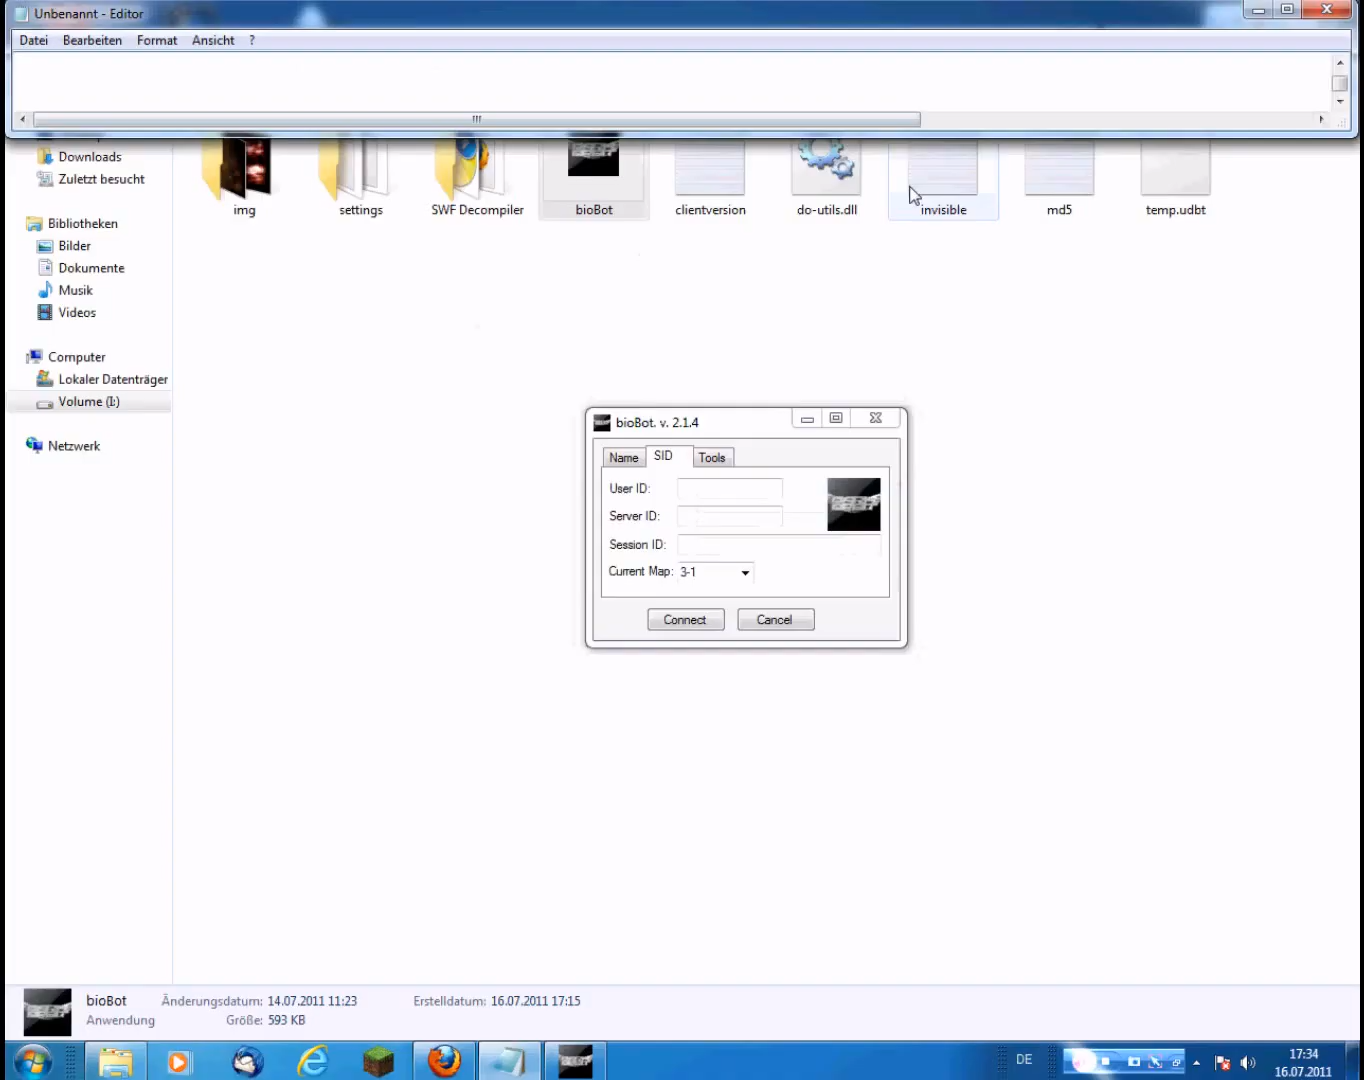 Unbenannt - Editor
Datei Bearbeiten Format Ansicht ?
Downloads
Zuletzt besucht
Bibliotheken
Bilder
Dokumente
Musik
Videos
Computer
Lokaler Datenträger
Volume (I:)
Netzwerk
img settings SWF Decompiler bioBot clientversion do-utils.dll invisible md5 temp.udbt
bioBot. v. 2.1.4
Name SID Tools
User ID:
Server ID:
Session ID:
Current Map: 3-1
Connect Cancel
bioBot Änderungsdatum: 14.07.2011 11:23 Erstelldatum: 16.07.2011 17:15
Anwendung Größe: 593 KB
DE 17:34
16.07.2011